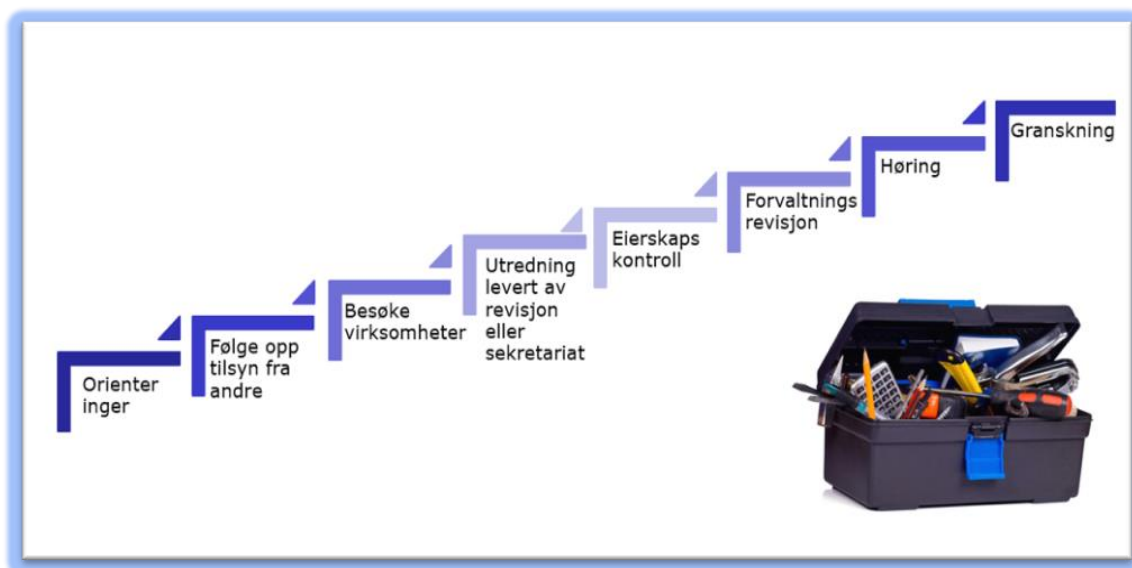 Orienter
inger
Følge opp
tilsyn fra
andre
Besøke
virksomheter
Utredning
levert av
revisjon
eller
sekretariat
Eierskaps
kontroll
Forvaltnings
revisjon
Høring
Granskning